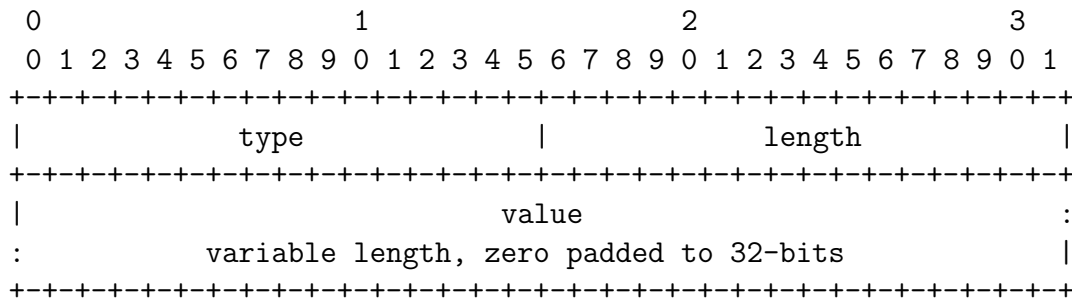 0                   1                   2                   3
 0 1 2 3 4 5 6 7 8 9 0 1 2 3 4 5 6 7 8 9 0 1 2 3 4 5 6 7 8 9 0 1
+-+-+-+-+-+-+-+-+-+-+-+-+-+-+-+-+-+-+-+-+-+-+-+-+-+-+-+-+-+-+-+-+
|             type              |             length            |
+-+-+-+-+-+-+-+-+-+-+-+-+-+-+-+-+-+-+-+-+-+-+-+-+-+-+-+-+-+-+-+-+
|                             value                             :
:           variable length, zero padded to 32-bits             |
+-+-+-+-+-+-+-+-+-+-+-+-+-+-+-+-+-+-+-+-+-+-+-+-+-+-+-+-+-+-+-+-+